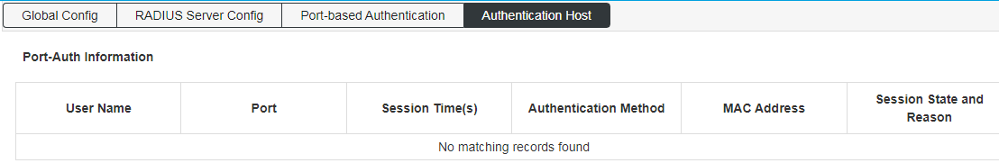 Global Config RADIUS Server Config Port-based Authentication Authentication Host
Port-Auth Information
User Name Port Session Time(s) Authentication Method MAC Address Session State and
Reason
No matching records found